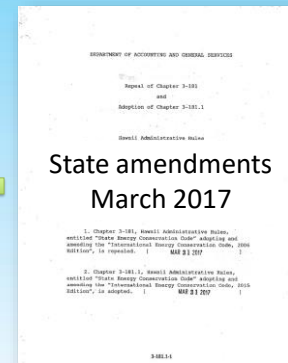 DEPARTMENT OF ACCOUNTING AND GENERAL SERVICES
Repeal of Chapter 3-181
and
Adoption of Chapter 3-181.1
Hawaii Administrative Rules
State amendments
March 2017
1. Chapter 3-181, Hawaii Administrative Rules,
entitled "State Energy Conservation Code" adopting and
amending the "International Energy Conservation Code, 2006
Edition", is repealed. [ MAR 31 2017 ]
2. Chapter 3-181.1, Hawaii Administrative Rules,
entitled "State Energy Conservation Code" adopting and
amending the "International Energy Conservation Code, 2015
Edition", is adopted. [ MAR 31 2017 ]
3-181.1-1